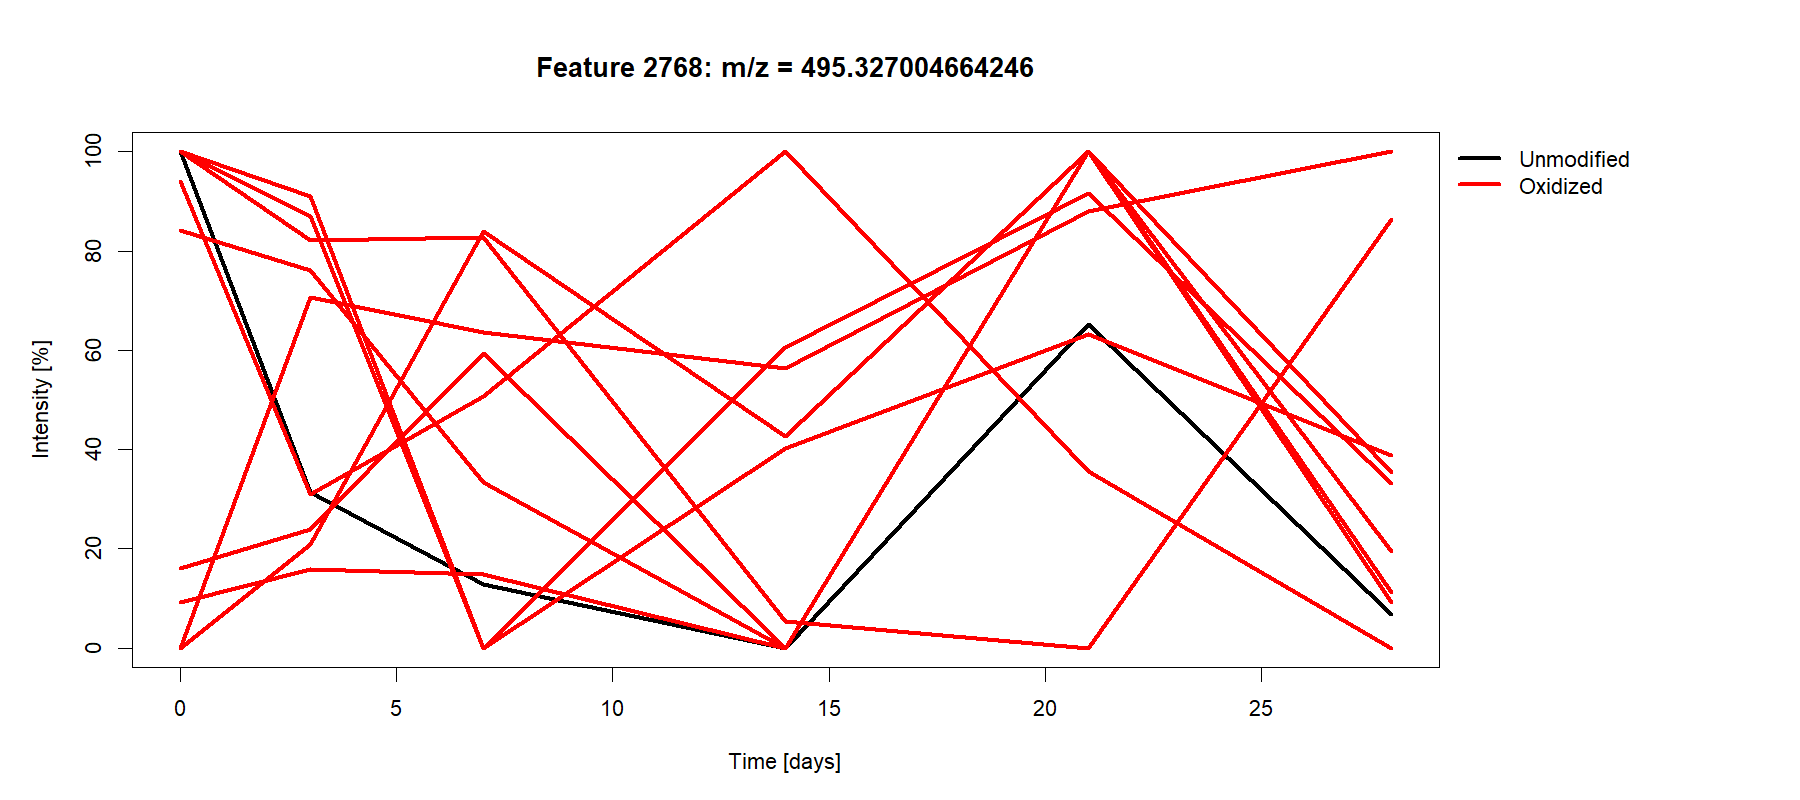 Feature 2768: m/z = 495.327004664246
Unmodified
Oxidized
Intensity [%]
100
80
60
40
20
0
0 5 10 15 20 25
Time [days]